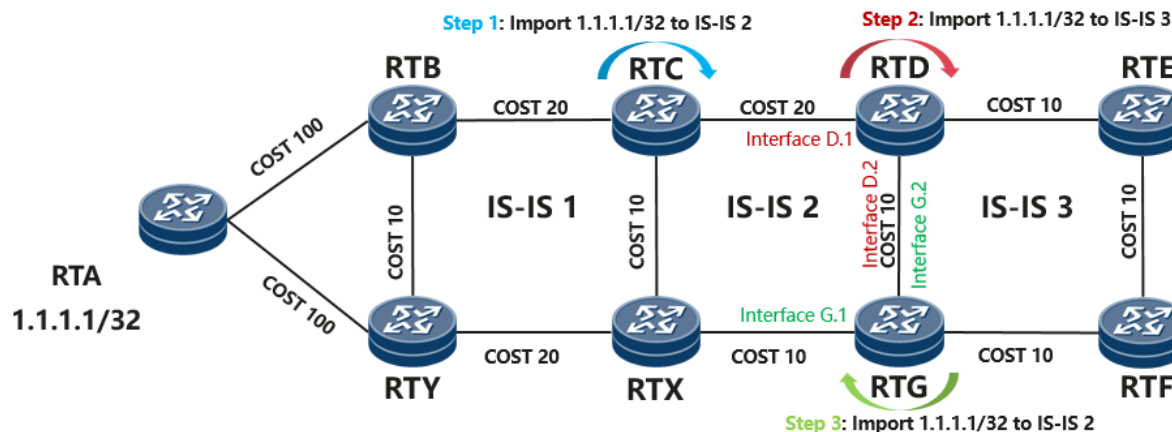 Step 1: Import 1.1.1.1/32 to IS-IS 2
Step 2: Import 1.1.1.1/32 to IS-IS 3
RTB
RTC
RTD
RTE
COST 20
COST 20
COST 10
Interface D.1
COST 100
COST 10
COST 10
Interface D.2
COST 10
Interface G.2
COST 10
IS-IS 1
IS-IS 2
IS-IS 3
RTA
1.1.1.1/32
COST 100
Interface G.1
COST 20
COST 10
COST 10
RTY
RTX
RTG
RTF
Step 3: Import 1.1.1.1/32 to IS-IS 2